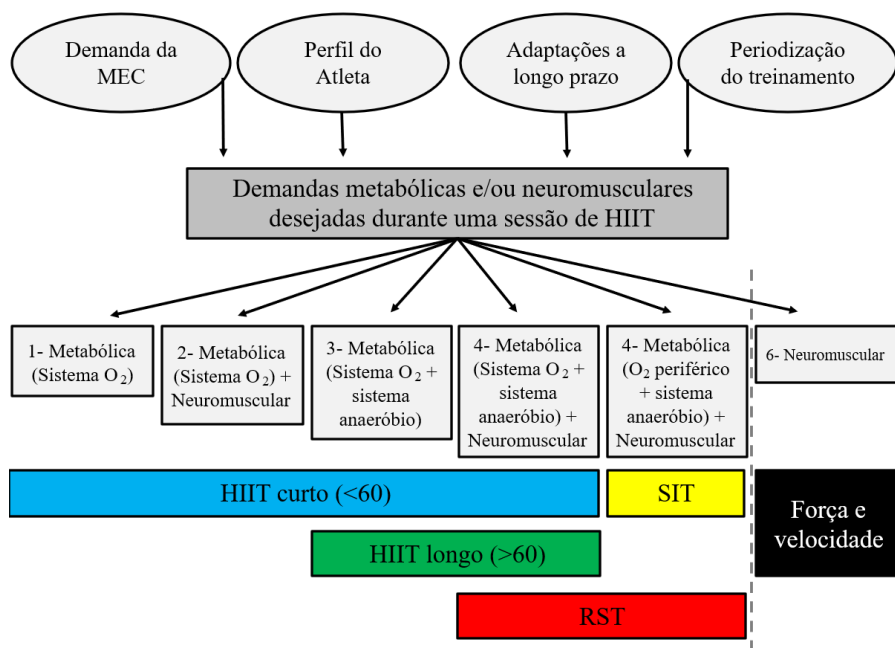 Demanda da
MEC
Perfil do
Atleta
Adaptações a
longo prazo
Periodização
do treinamento
Demandas metabólicas e/ou neuromusculares
desejadas durante uma sessão de HIIT
1- Metabólica
(Sistema O₂)
2- Metabólica
(Sistema O₂) +
Neuromuscular
3- Metabólica
(Sistema O₂ +
sistema
anaeróbio)
4- Metabólica
(Sistema O₂ +
sistema
anaeróbio) +
Neuromuscular
4- Metabólica
(O₂ periférico
+ sistema
anaeróbio) +
Neuromuscular
6- Neuromuscular
HIIT curto (<60)
SIT
Força e
velocidade
HIIT longo (>60)
RST